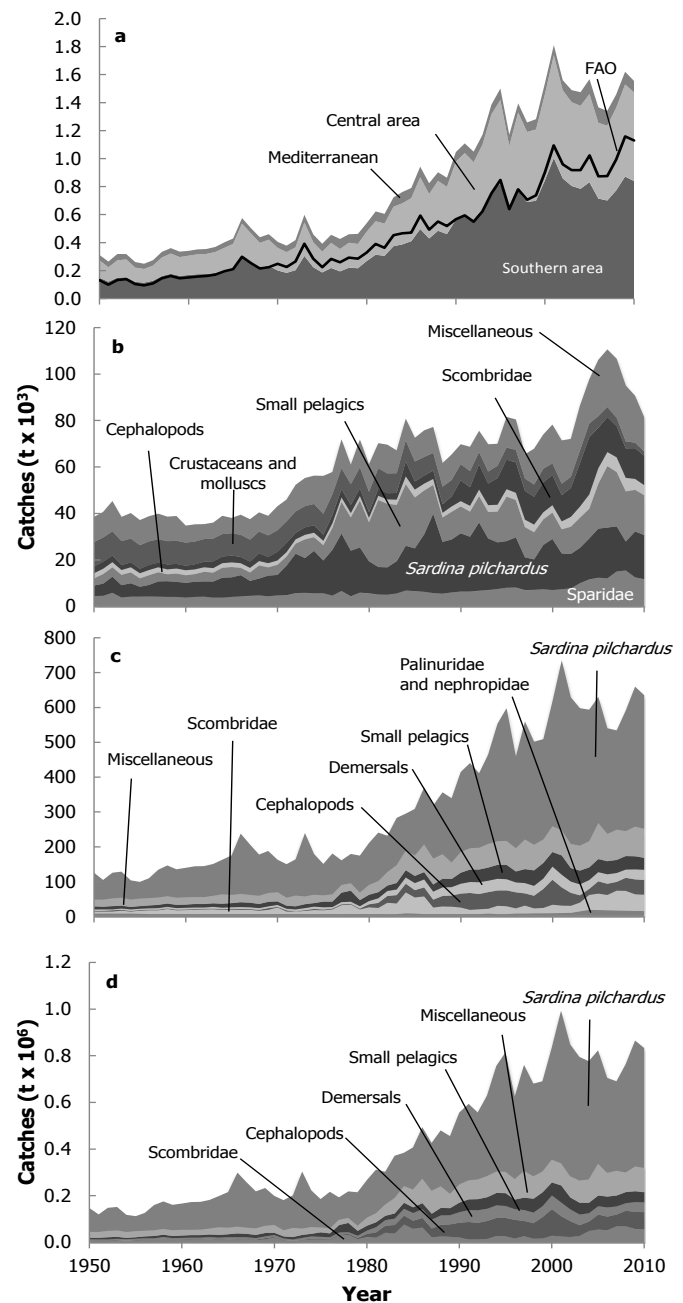 a
2.0
1.8
1.6
1.4
1.2
1.0
0.8
0.6
0.4
0.2
0.0
FAO
Central area
Mediterranean
Southern area
b
120
100
80
60
40
20
0
Miscellaneous
Scombridae
Small pelagics
Cephalopods
Crustaceans and
molluscs
Sardina pilchardus
Sparidae
Catches (t x 10³)
c
800
700
600
500
400
300
200
100
0
Sardina pilchardus
Palinuridae
and nephropidae
Scombridae
Small pelagics
Miscellaneous
Demersals
Cephalopods
d
1.2
1.0
0.8
0.6
0.4
0.2
0.0
Sardina pilchardus
Miscellaneous
Small pelagics
Demersals
Cephalopods
Scombridae
Catches (t x 10⁶)
1950 1960 1970 1980 1990 2000 2010
Year